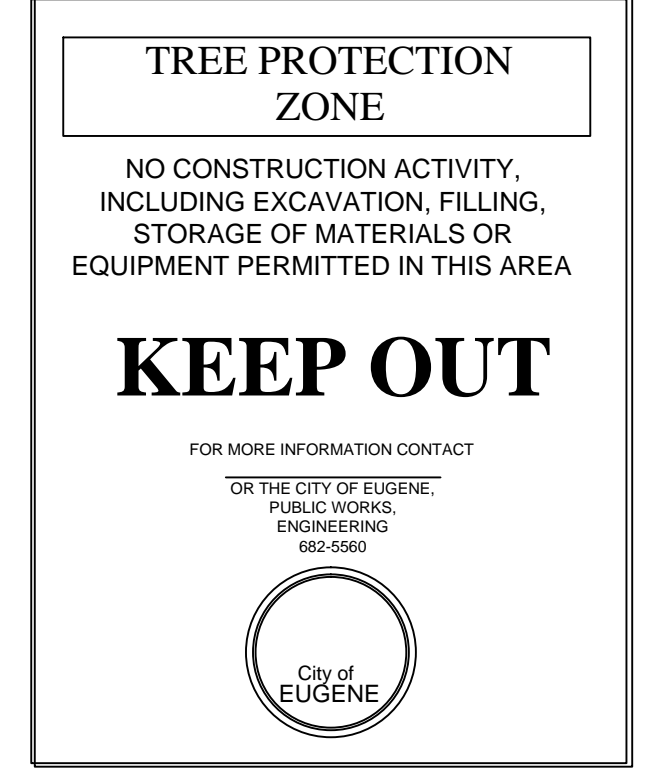 TREE PROTECTION
ZONE
NO CONSTRUCTION ACTIVITY,
INCLUDING EXCAVATION, FILLING,
STORAGE OF MATERIALS OR
EQUIPMENT PERMITTED IN THIS AREA
KEEP OUT
FOR MORE INFORMATION CONTACT
OR THE CITY OF EUGENE,
PUBLIC WORKS,
ENGINEERING
682-5560
City of
EUGENE